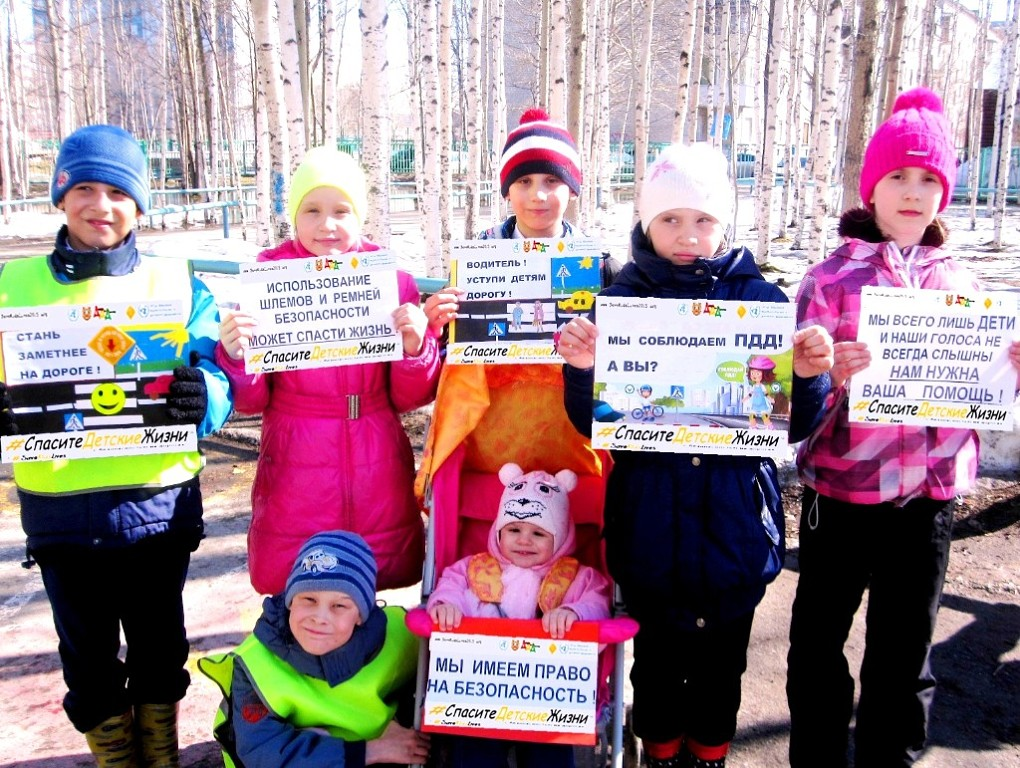 СТАНЬ
ЗАМЕТНЕЕ
НА ДОРОГЕ !
#СпаситеДетскиеЖизни
ИСПОЛЬЗОВАНИЕ
ШЛЕМОВ И РЕМНЕЙ
БЕЗОПАСНОСТИ
МОЖЕТ СПАСТИ ЖИЗНЬ
#СпаситеДетскиеЖизни
ВОДИТЕЛЬ !
УСТУПИ ДЕТЯМ
ДОРОГУ !
#СпаситеДетски
МЫ СОБЛЮДАЕМ ПДД!
А ВЫ?
#СпаситеДетскиеЖизни
МЫ ВСЕГО ЛИШЬ ДЕТИ
И НАШИ ГОЛОСА НЕ
ВСЕГДА СЛЫШНЫ
НАМ НУЖНА
ВАША ПОМОЩЬ !
#СпаситеДетскиеЖизни
МЫ ИМЕЕМ ПРАВО
НА БЕЗОПАСНОСТЬ !
#СпаситеДетскиеЖизни